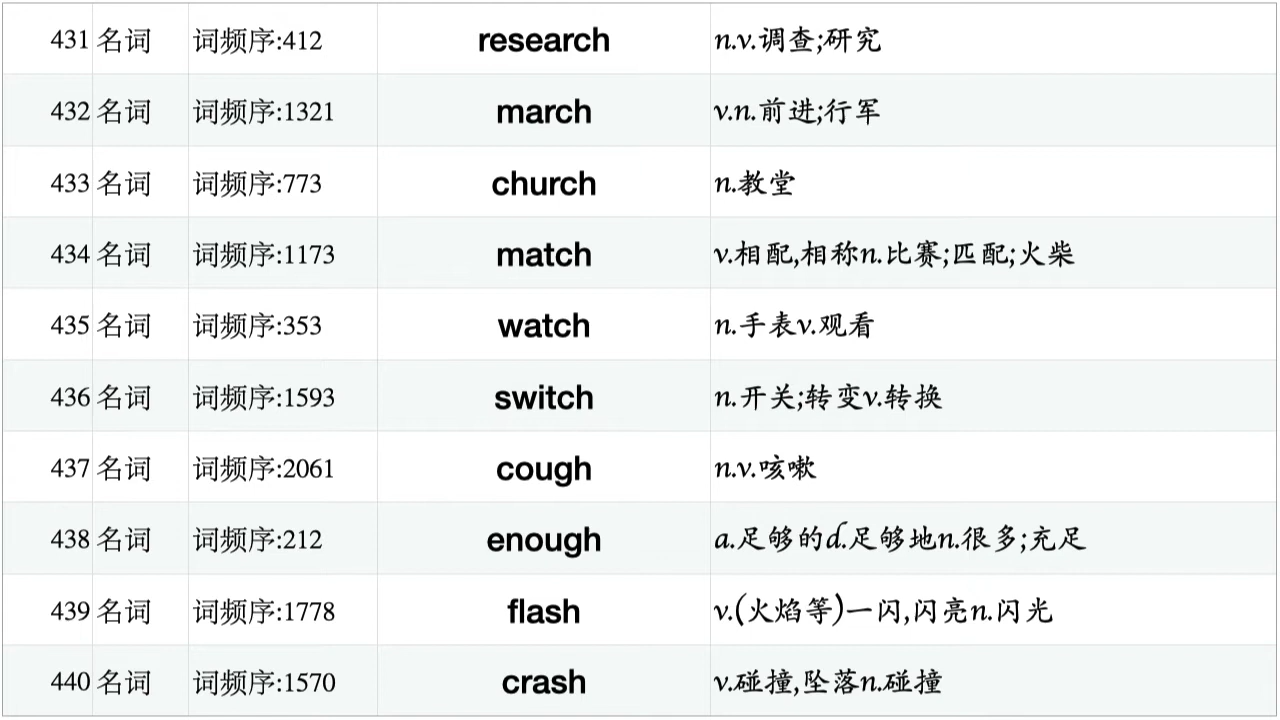 431 名词 词频序:412 research n.v.调查;研究
432 名词 词频序:1321 march v.n.前进;行军
433 名词 词频序:773 church n.教堂
434 名词 词频序:1173 match v.相配,相称n.比赛;匹配;火柴
435 名词 词频序:353 watch n.手表v.观看
436 名词 词频序:1593 switch n.开关;转变v.转换
437 名词 词频序:2061 cough n.v.咳嗽
438 名词 词频序:212 enough a.足够的d.足够地n.很多;充足
439 名词 词频序:1778 flash v.(火焰等)一闪,闪亮n.闪光
440 名词 词频序:1570 crash v.碰撞,坠落n.碰撞